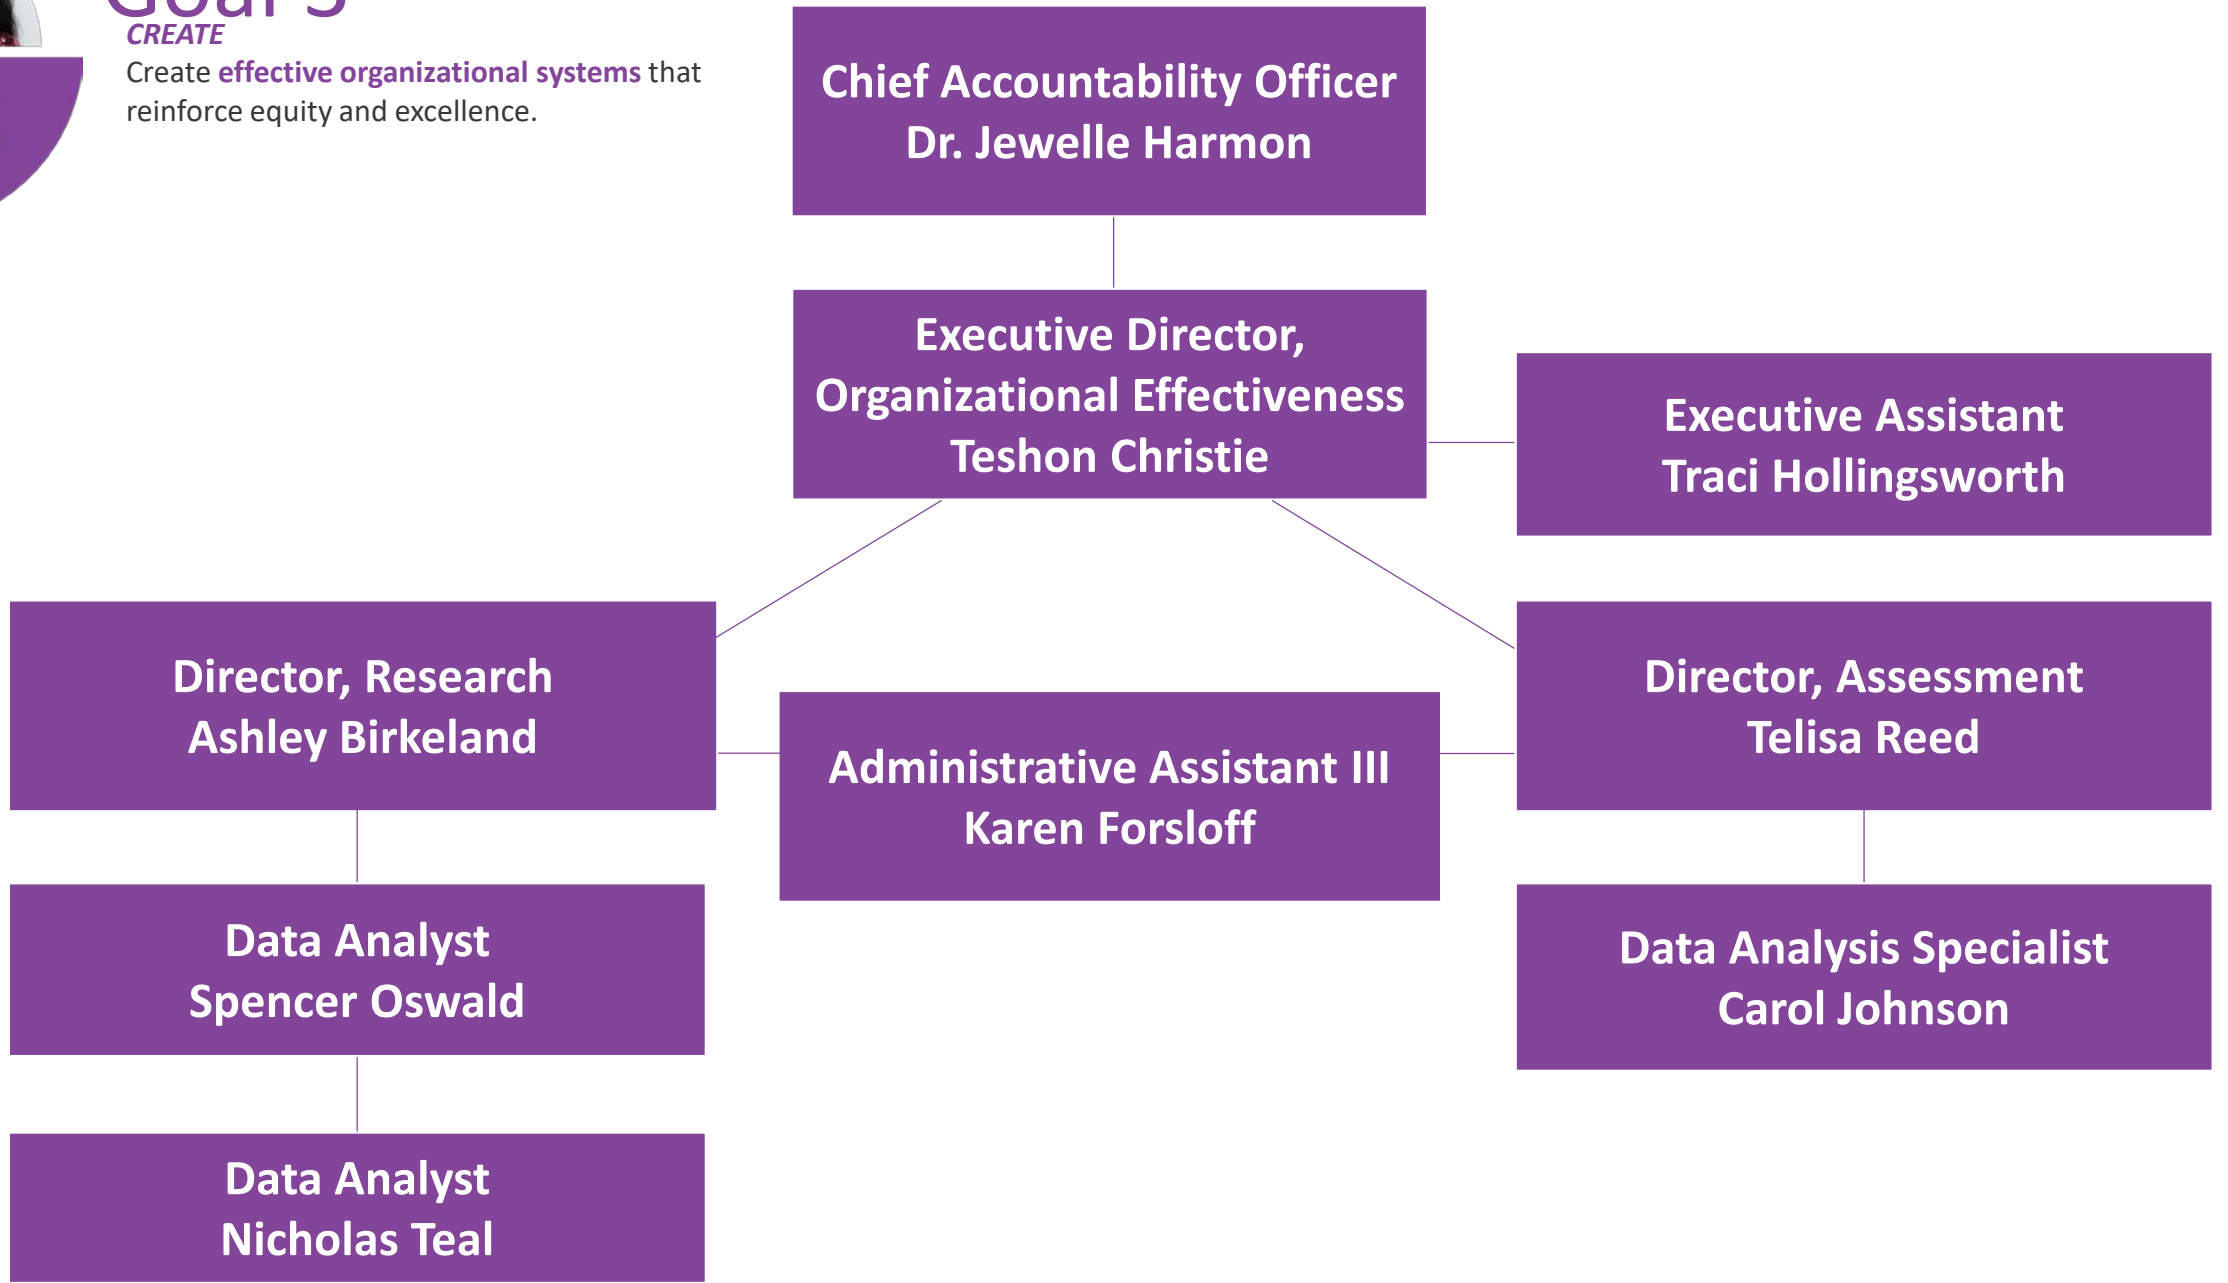 Goal
CREATE
Create effective organizational systems that
reinforce equity and excellence.
Chief Accountability Officer
Dr. Jewelle Harmon
Executive Director,
Organizational Effectiveness
Teshon Christie
Executive Assistant
Traci Hollingsworth
Director, Research
Ashley Birkeland
Administrative Assistant III
Karen Forsloff
Director, Assessment
Telisa Reed
Data Analyst
Spencer Oswald
Data Analysis Specialist
Carol Johnson
Data Analyst
Nicholas Teal